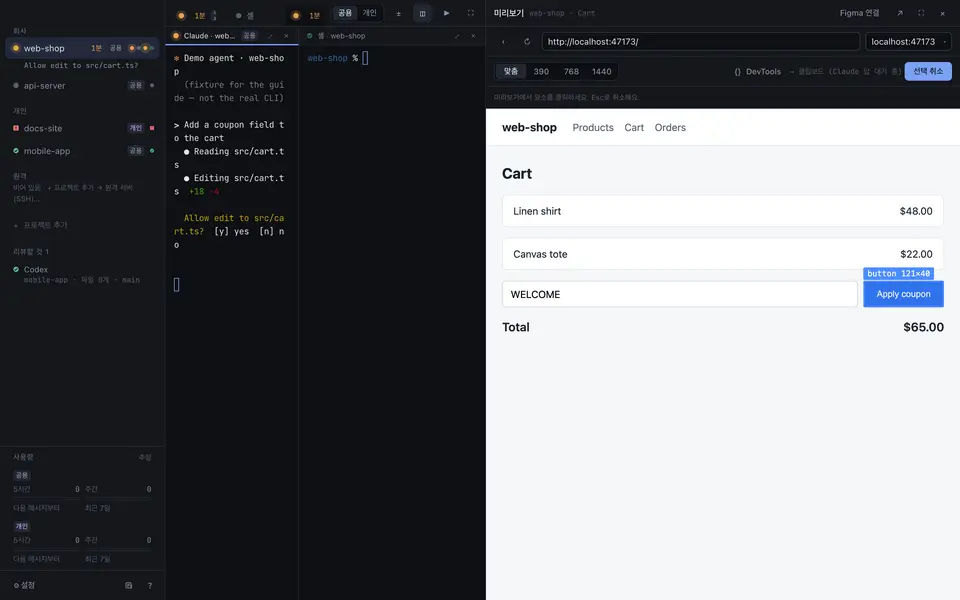 회사
web-shop 1분 공용
Allow edit to src/cart.ts?
api-server 공용
개인
docs-site 개인
mobile-app 공용
원격
비어 있음 · + 프로젝트 추가 → 원격 서버 (SSH)…
+ 프로젝트 추가
리뷰할 것 1
Codex
mobile-app · 파일 0개 · main
사용량 추정
공용
5시간 0 주간 0
다음 메시지부터 최근 7일
개인
5시간 0 주간 0
다음 메시지부터 최근 7일
설정 ?
1분 셸 1분 공용 개인
Claude · web… 공용
Demo agent · web-sho
p
(fixture for the gui
de — not the real CLI)
> Add a coupon field t
o the cart
● Reading src/cart.t
s
● Editing src/cart.t
s +18 -4
Allow edit to src/ca
rt.ts? [y] yes [n] n
o
셸 · web-shop
web-shop %
미리보기 web-shop · Cart Figma 연결
http://localhost:47173/ localhost:47173
맞춤 390 768 1440 DevTools → 클립보드 (Claude 답 대기 중) 선택 취소
미리보기에서 요소를 클릭하세요. Esc로 취소해요.
web-shop Products Cart Orders
Cart
Linen shirt $48.00
Canvas tote $22.00
button 121×40
WELCOME Apply coupon
Total $65.00